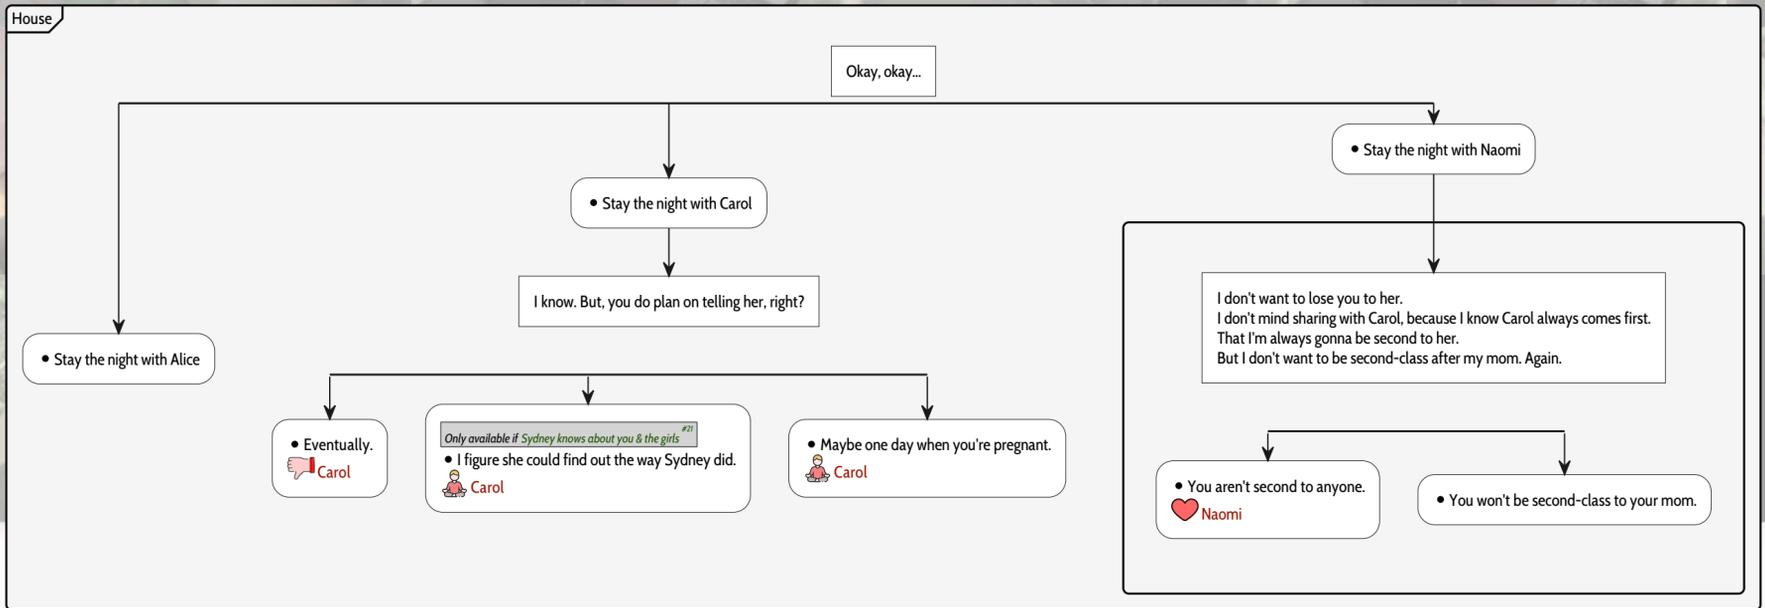 House
Okay, okay...
• Stay the night with Naomi
• Stay the night with Carol
I know. But, you do plan on telling her, right?
I don't want to lose you to her.
I don't mind sharing with Carol, because I know Carol always comes first.
That I'm always gonna be second to her.
But I don't want to be second-class after my mom. Again.
• Stay the night with Alice
• Eventually.
Carol
Only available if Sydney knows about you & the girls #21
• I figure she could find out the way Sydney did.
Carol
• Maybe one day when you're pregnant.
Carol
• You aren't second to anyone.
Naomi
• You won't be second-class to your mom.